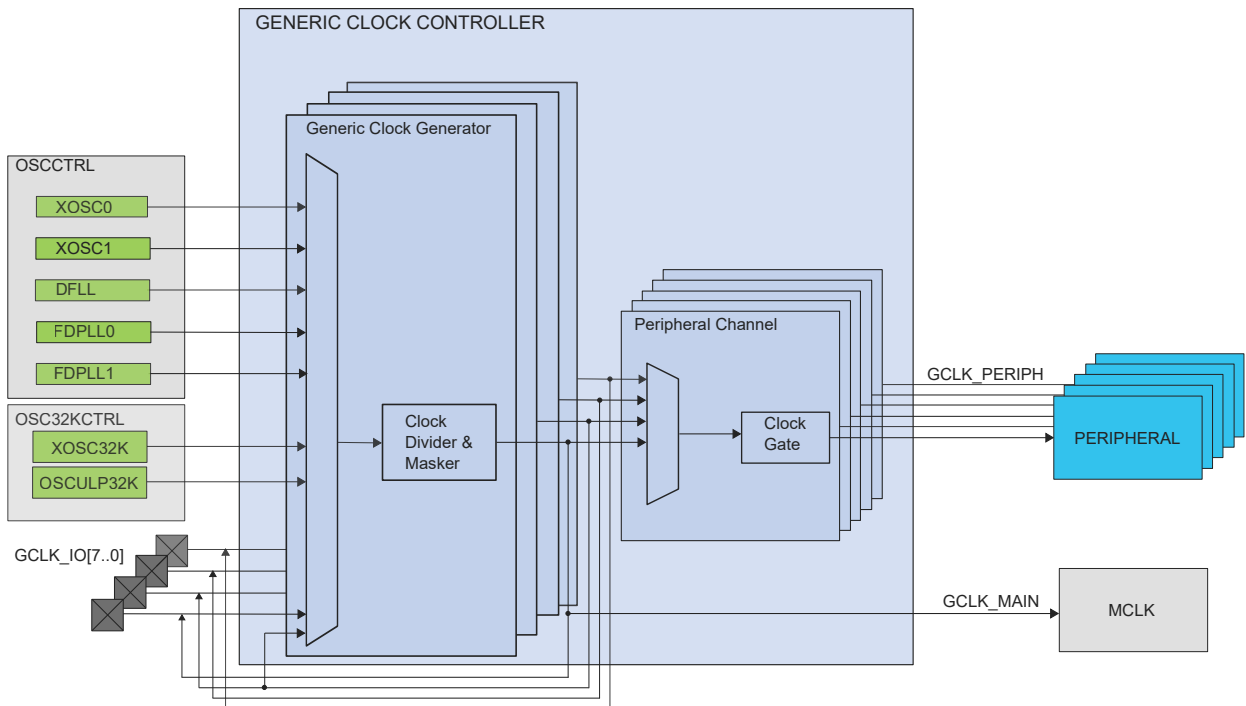 GENERIC CLOCK CONTROLLER
Generic Clock Generator
OSCCTRL
XOSC0
XOSC1
DFLL
FDPLL0
FDPLL1
OSC32KCTRL
XOSC32K
OSCULP32K
GCLK_IO[7..0]
Clock
Divider &
Masker
Peripheral Channel
Clock
Gate
GCLK_PERIPH
PERIPHERAL
GCLK_MAIN
MCLK